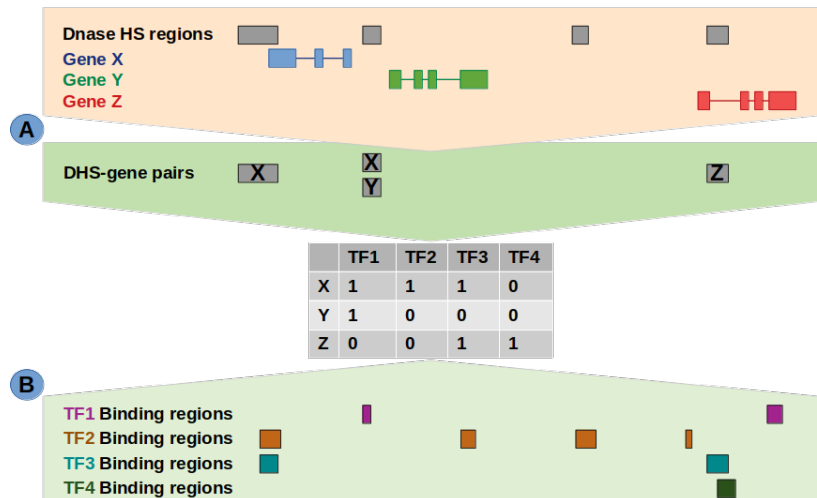 Dnase HS regions
Gene X
Gene Y
Gene Z
A
DHS-gene pairs
X
X
Y
Z
TF1 TF2 TF3 TF4
X 1 1 1 0
Y 1 0 0 0
Z 0 0 1 1
B
TF1 Binding regions
TF2 Binding regions
TF3 Binding regions
TF4 Binding regions